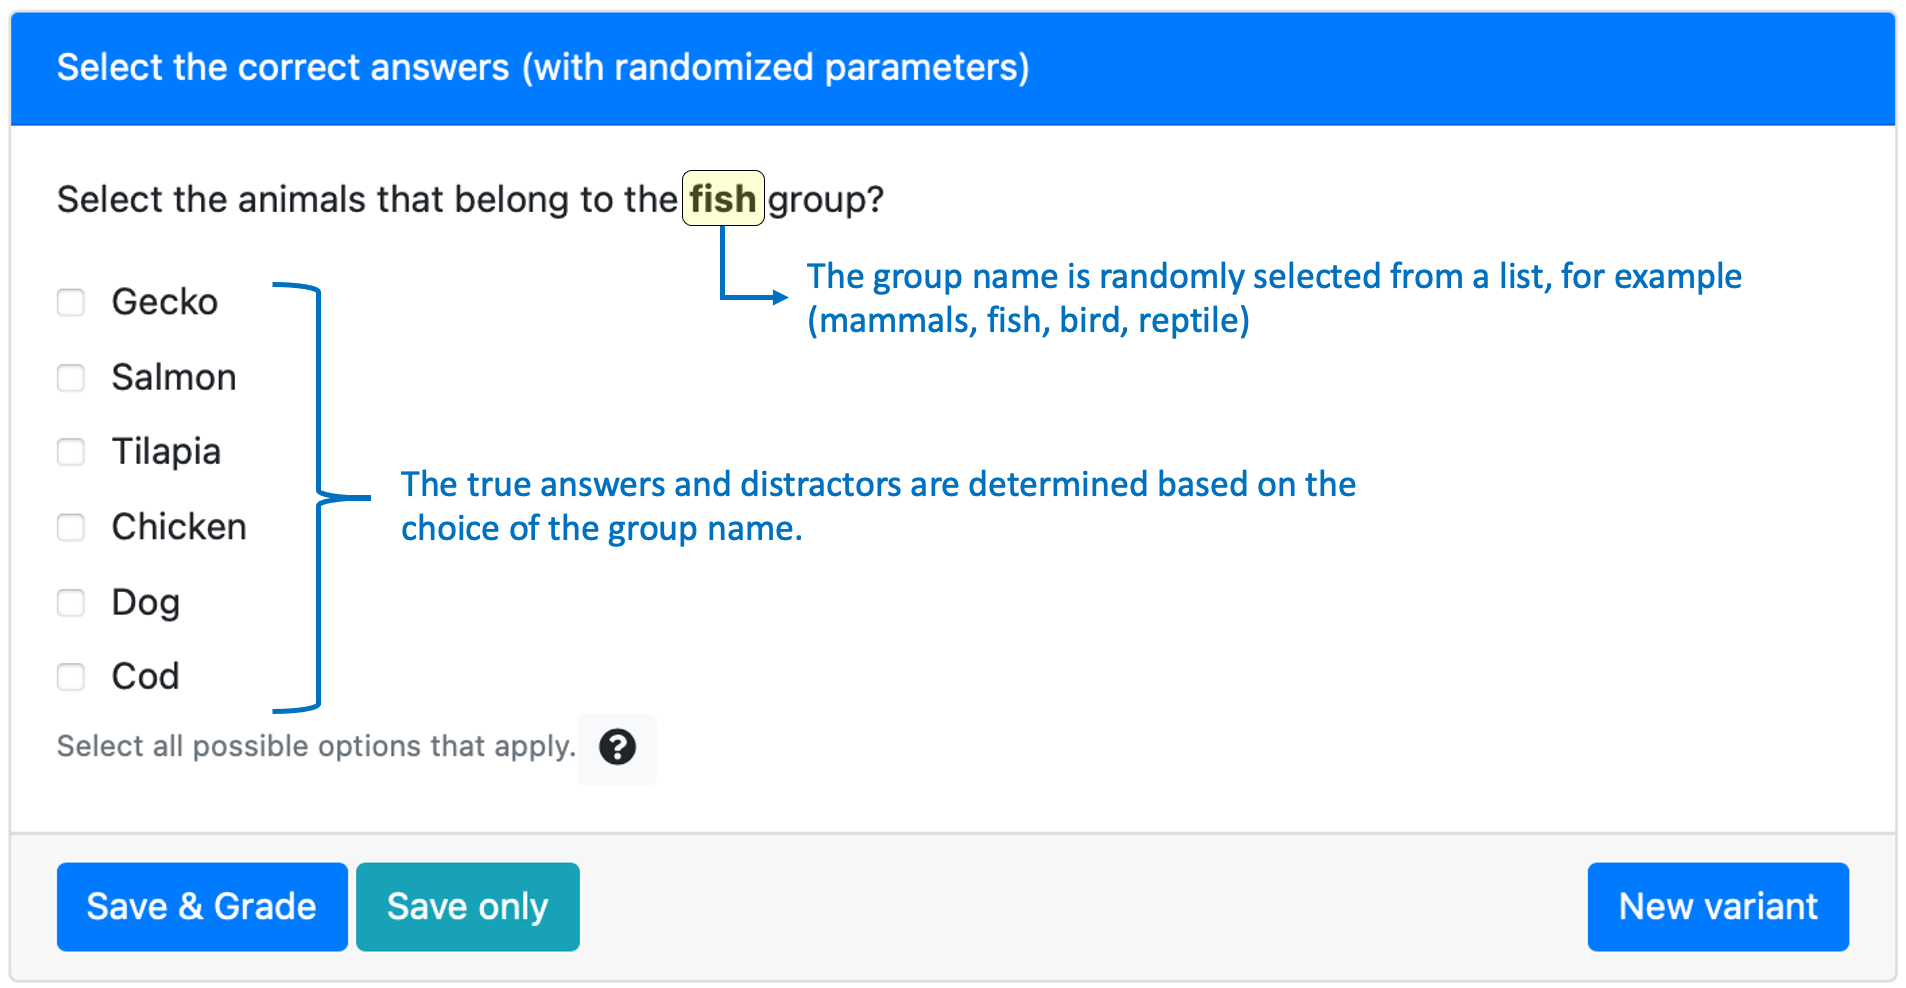 Select the correct answers (with randomized parameters)
Select the animals that belong to the fish group?
The group name is randomly selected from a list, for example
(mammals, fish, bird, reptile)
Gecko
Salmon
Tilapia
Chicken
Dog
Cod
The true answers and distractors are determined based on the
choice of the group name.
Select all possible options that apply. ?
Save & Grade
Save only
New variant